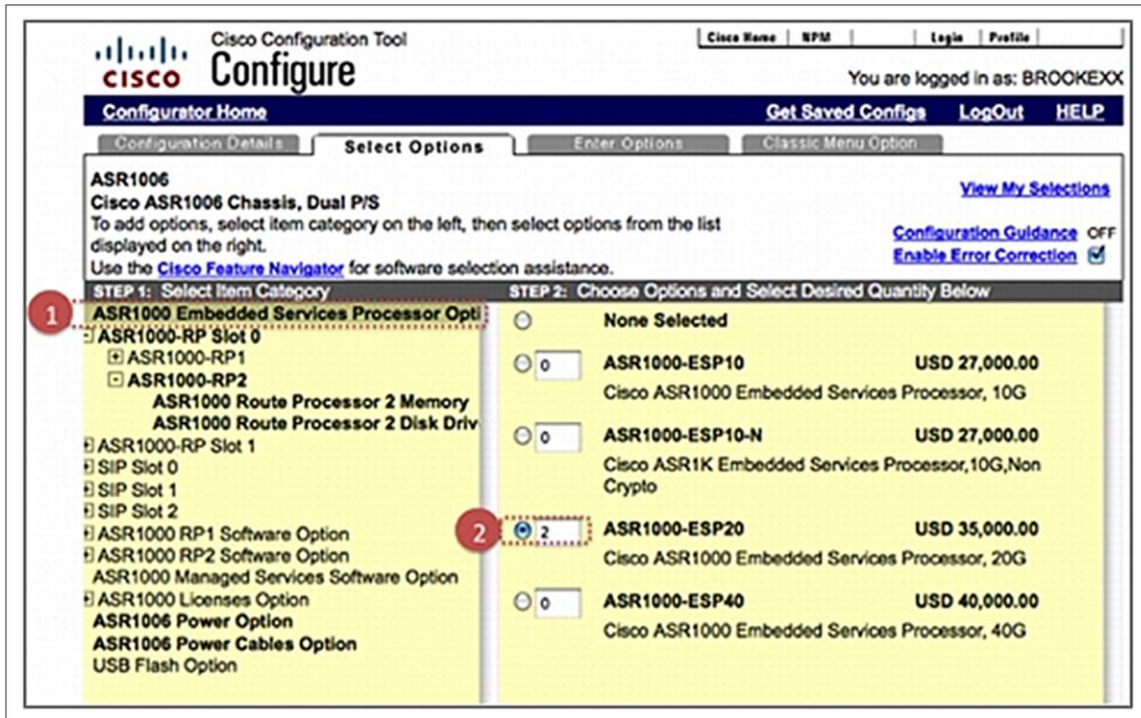 Cisco Configuration Tool
CISCO Configure
Cisco Home NPM Login Profile
You are logged in as: BROOKEXX
Configurator Home Get Saved Configs LogOut HELP
Configuration Details Select Options Enter Options Classic Menu Option
ASR1006
Cisco ASR1006 Chassis, Dual P/S
To add options, select item category on the left, then select options from the list
displayed on the right.
Use the Cisco Feature Navigator for software selection assistance.
View My Selections
Configuration Guidance OFF
Enable Error Correction
STEP 1: Select Item Category
1
ASR1000 Embedded Services Processor Opti
ASR1000-RP Slot 0
ASR1000-RP1
ASR1000-RP2
ASR1000 Route Processor 2 Memory
ASR1000 Route Processor 2 Disk Driv
ASR1000-RP Slot 1
SIP Slot 0
SIP Slot 1
SIP Slot 2
ASR1000 RP1 Software Option
ASR1000 RP2 Software Option
ASR1000 Managed Services Software Option
ASR1000 Licenses Option
ASR1006 Power Option
ASR1006 Power Cables Option
USB Flash Option
STEP 2: Choose Options and Select Desired Quantity Below
None Selected
0 ASR1000-ESP10 USD 27,000.00
Cisco ASR1000 Embedded Services Processor, 10G
0 ASR1000-ESP10-N USD 27,000.00
Cisco ASR1K Embedded Services Processor,10G,Non
Crypto
2
2 ASR1000-ESP20 USD 35,000.00
Cisco ASR1000 Embedded Services Processor, 20G
0 ASR1000-ESP40 USD 40,000.00
Cisco ASR1000 Embedded Services Processor, 40G